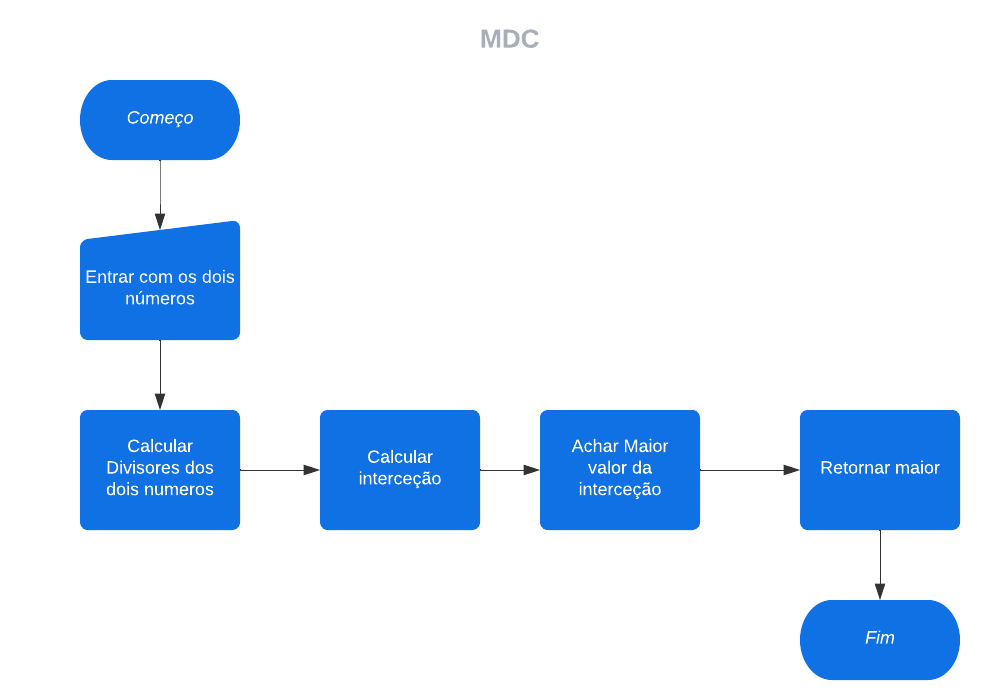 MDC
Começo
Entrar com os dois
números
Calcular
Divisores dos
dois numeros
Calcular
interceção
Achar Maior
valor da
interceção
Retornar maior
Fim